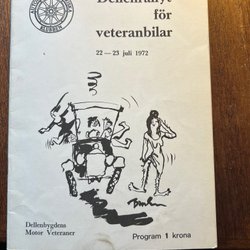 Dellenrallyt
för
veteranbilar
22 — 23 juli 1972
Dellenbygdens
Motor Veteraner
Program 1 krona